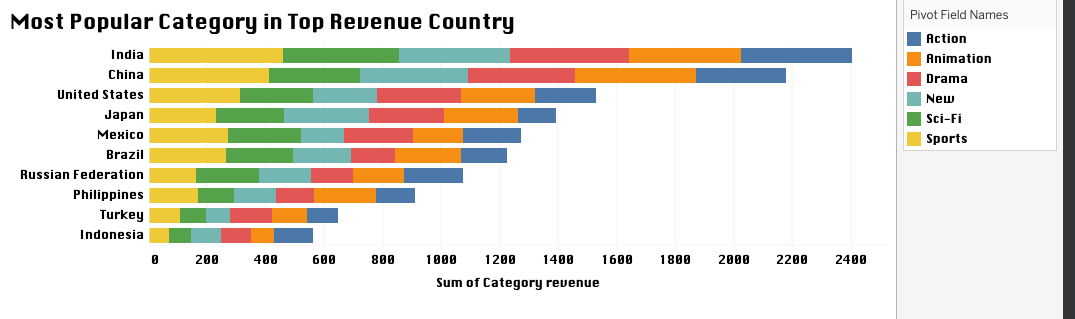 Most Popular Category in Top Revenue Country
Pivot Field Names
Action
Animation
Drama
New
Sci-Fi
Sports
India
China
United States
Japan
Mexico
Brazil
Russian Federation
Philippines
Turkey
Indonesia
0 200 400 600 800 1000 1200 1400 1600 1800 2000 2200 2400
Sum of Category revenue